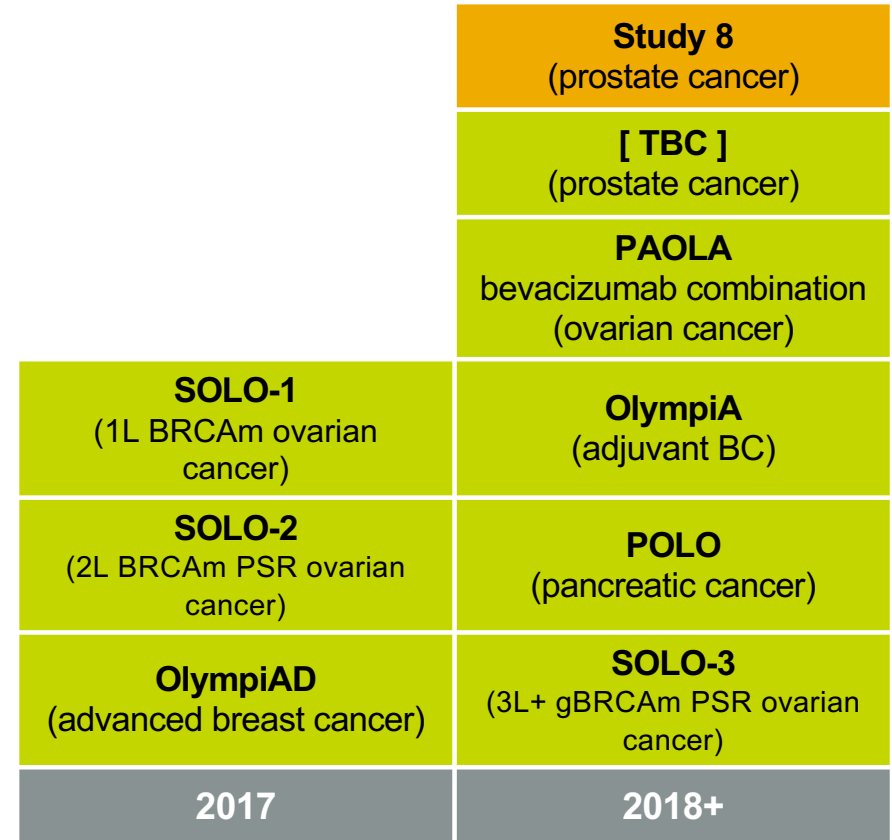 Study 8
(prostate cancer)
[ TBC ]
(prostate cancer)
PAOLA
bevacizumab combination
(ovarian cancer)
SOLO-1
(1L BRCAm ovarian
cancer)
OlympiA
(adjuvant BC)
SOLO-2
(2L BRCAm PSR ovarian
cancer)
POLO
(pancreatic cancer)
OlympiAD
(advanced breast cancer)
SOLO-3
(3L+ gBRCAm PSR ovarian
cancer)
2017
2018+